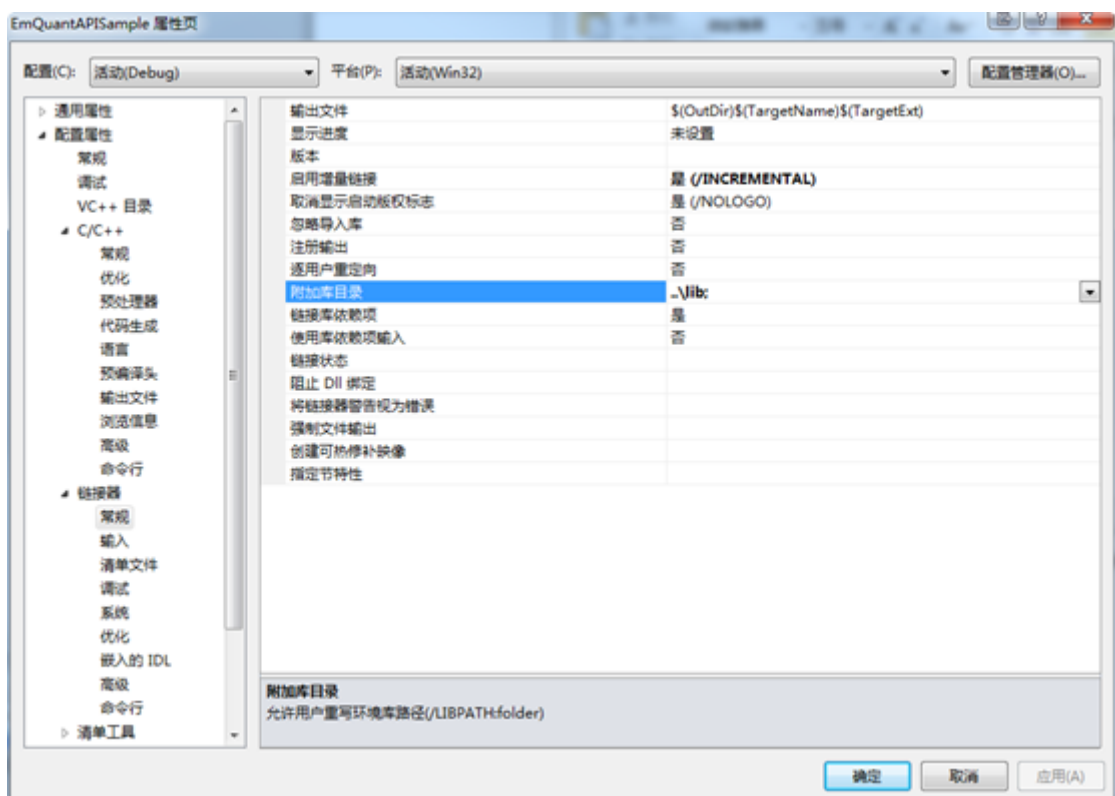 EmQuantAPISample 属性页
配置(C): 活动(Debug) 平台(P): 活动(Win32) 配置管理器(O)...
通用属性
配置属性
常规
调试
VC++ 目录
C/C++
常规
优化
预处理器
代码生成
语言
预编译头
输出文件
浏览信息
高级
命令行
链接器
常规
输入
清单文件
调试
系统
优化
嵌入的 IDL
高级
命令行
清单工具
输出文件 $(OutDir)$(TargetName)$(TargetExt)
显示进度 未设置
版本
启用增量链接 是 (/INCREMENTAL)
取消显示启动版权标志 是 (/NOLOGO)
忽略导入库 否
注册输出 否
逐用户重定向 否
附加库目录 ..\lib;
链接库依赖项 是
使用库依赖项输入 否
链接状态
阻止 Dll 绑定
将链接器警告视为错误
强制文件输出
创建可热修补映像
指定节特性
附加库目录
允许用户重写环境库路径(/LIBPATH:folder)
确定 取消 应用(A)